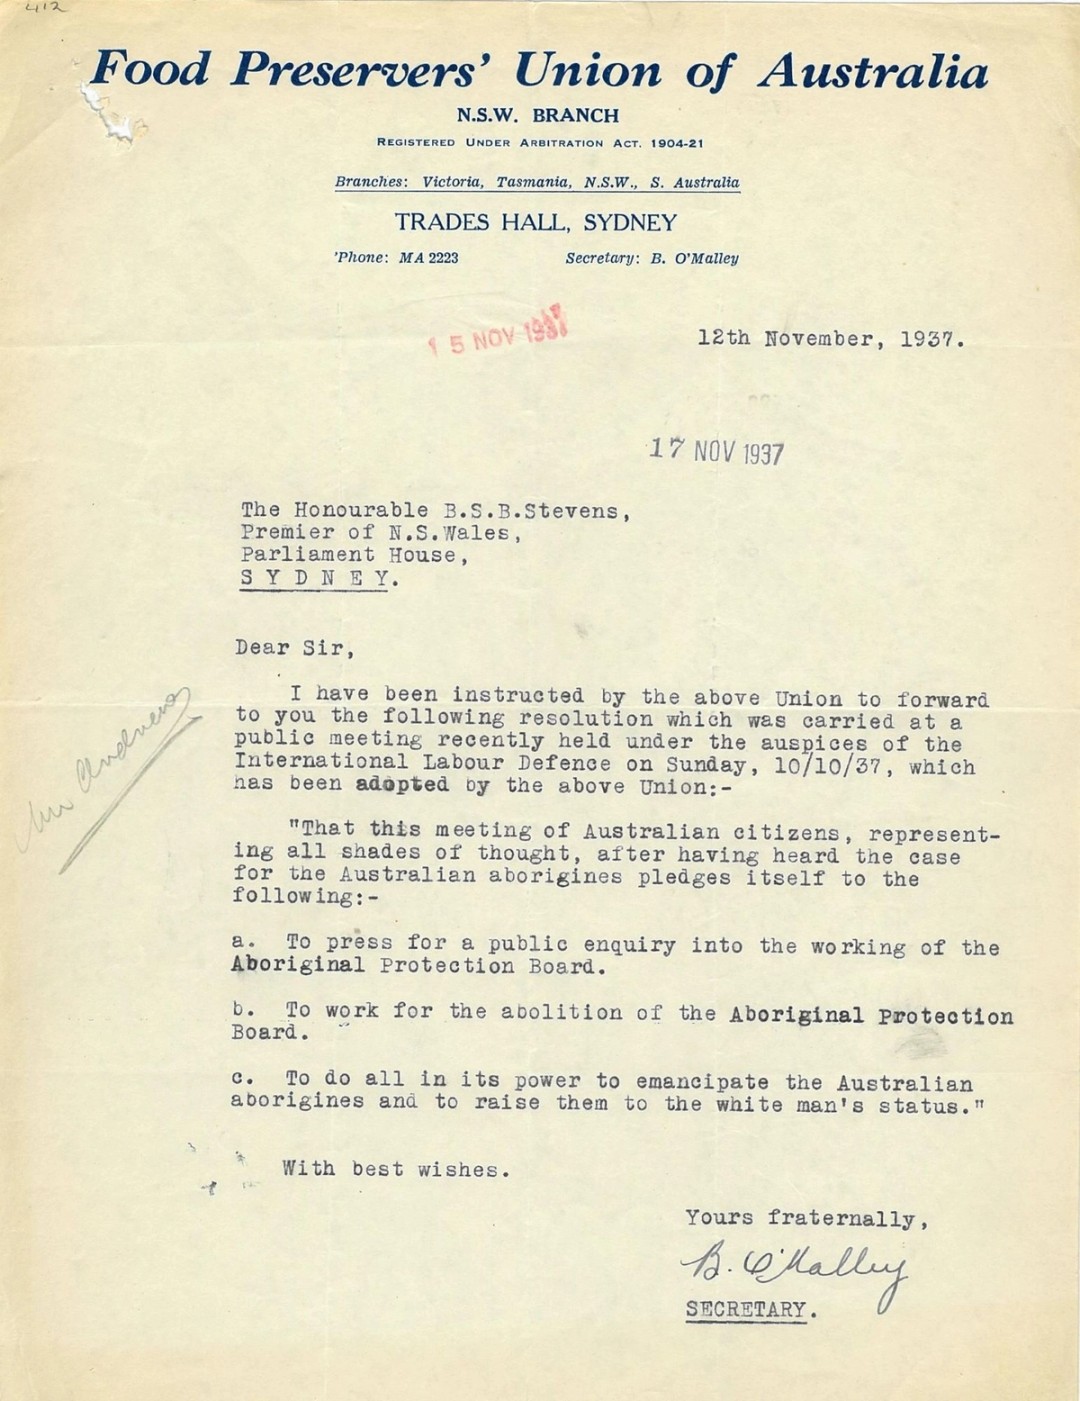 412
Food Preservers' Union of Australia
N.S.W. BRANCH
REGISTERED UNDER ARBITRATION ACT. 1904-21
Branches: Victoria, Tasmania, N.S.W., S. Australia
TRADES HALL, SYDNEY
'Phone: MA 2223 Secretary: B. O'Malley
15 NOV 1937
12th November, 1937.
17 NOV 1937
The Honourable B.S.B.Stevens,
Premier of N.S.Wales,
Parliament House,
S Y D N E Y.
Dear Sir,
I have been instructed by the above Union to forward
to you the following resolution which was carried at a
public meeting recently held under the auspices of the
International Labour Defence on Sunday, 10/10/37, which
has been adopted by the above Union:-
"That this meeting of Australian citizens, represent-
ing all shades of thought, after having heard the case
for the Australian aborigines pledges itself to the
following:-
a. To press for a public enquiry into the working of the
Aboriginal Protection Board.
b. To work for the abolition of the Aboriginal Protection
Board.
c. To do all in its power to emancipate the Australian
aborigines and to raise them to the white man's status."
With best wishes.
Yours fraternally,
B. O'Malley
SECRETARY.